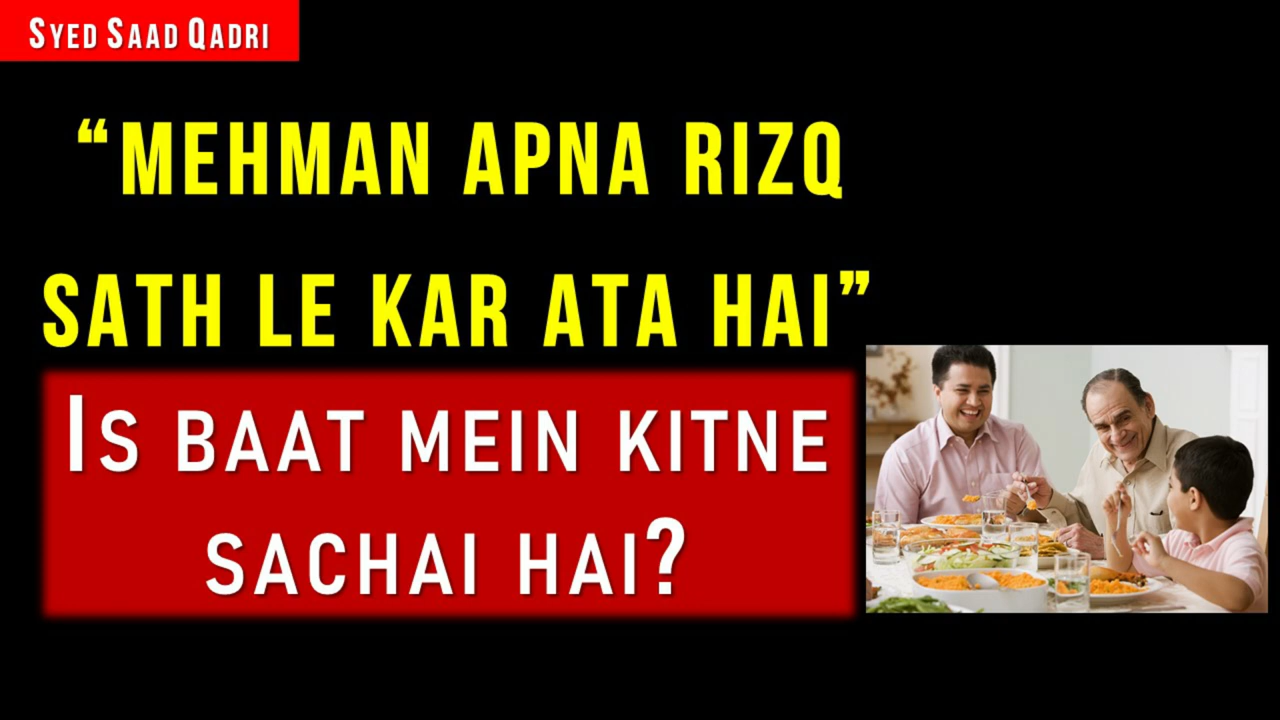 Syed Saad Qadri
“MEHMAN APNA RIZQ
SATH LE KAR ATA HAI”
Is baat mein kitne
sachai hai?